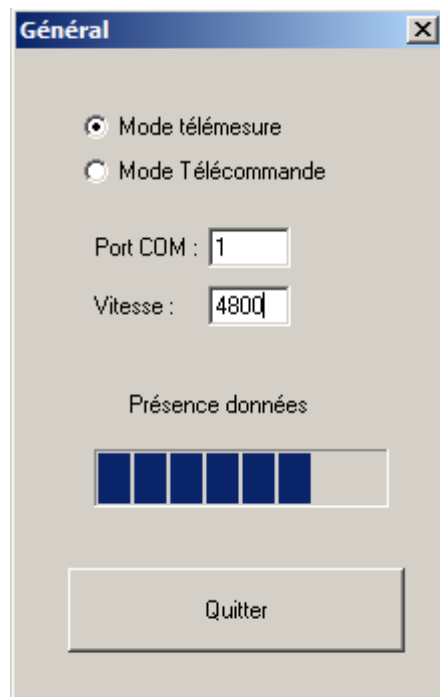 Général
Mode télémesure
Mode Télécommande
Port COM : 1
Vitesse : 4800
Présence données
Quitter